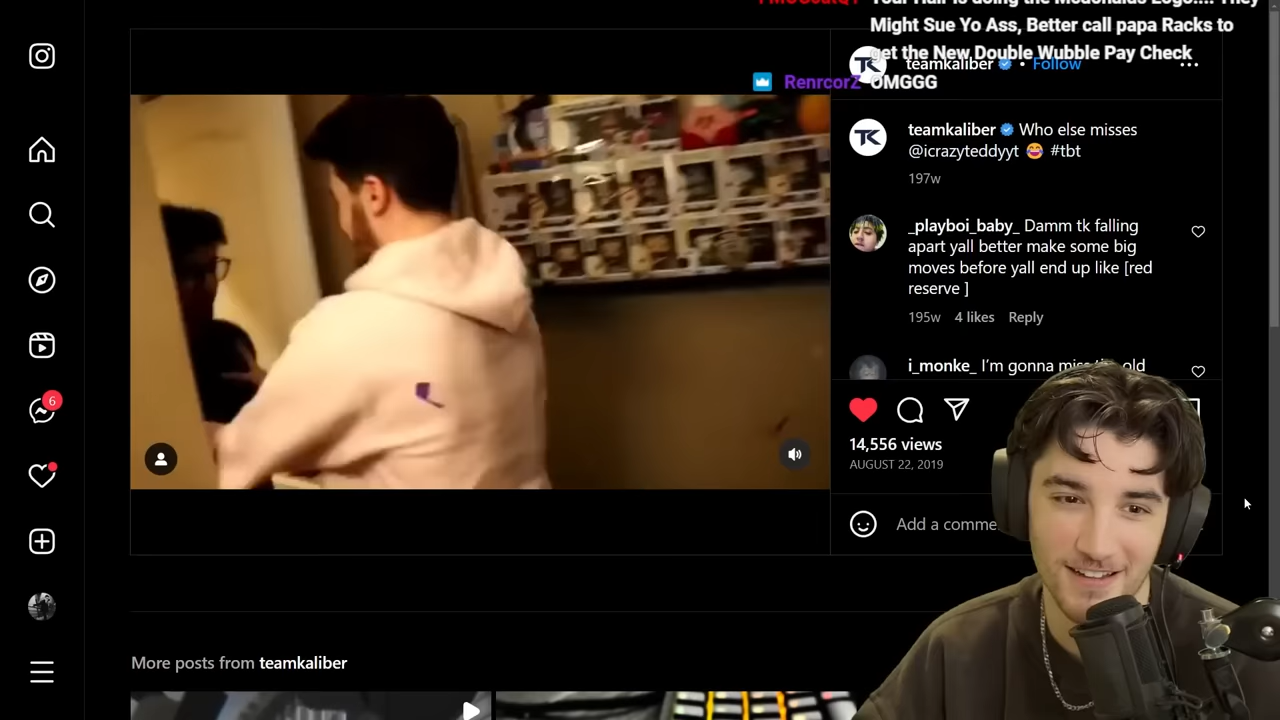 Your Hair is doing the Mcdonalds Logo.... They
Might Sue Yo Ass, Better call papa Racks to
get the New Double Wubble Pay Check
RenrcorZ OMGGG
TK teamkaliber • Follow
TK teamkaliber Who else misses
@icrazyteddyyt 😂 #tbt
197w
_playboi_baby_ Damm tk falling
apart yall better make some big
moves before yall end up like [red
reserve ]
195w 4 likes Reply
i_monke_ I’m gonna miss the old
6
14,556 views
AUGUST 22, 2019
Add a comme
More posts from teamkaliber